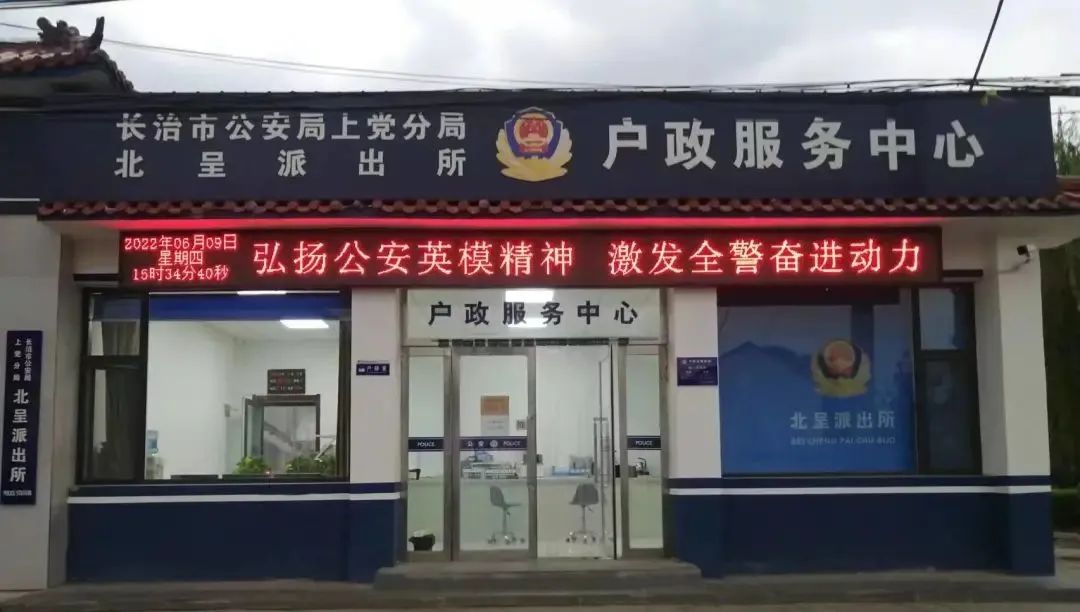 长治市公安局上党分局
北呈派出所
户政服务中心
2022年06月09日
星期四
15时34分40秒
弘扬公安英模精神 激发全警奋进动力
户政服务中心
长治市公安局
上党分局
北呈派出所
POLICE STATION
户籍室
POLICE
公安
POLICE
POLICE
北呈派出所
BEI CHENG PAI CHU SUO